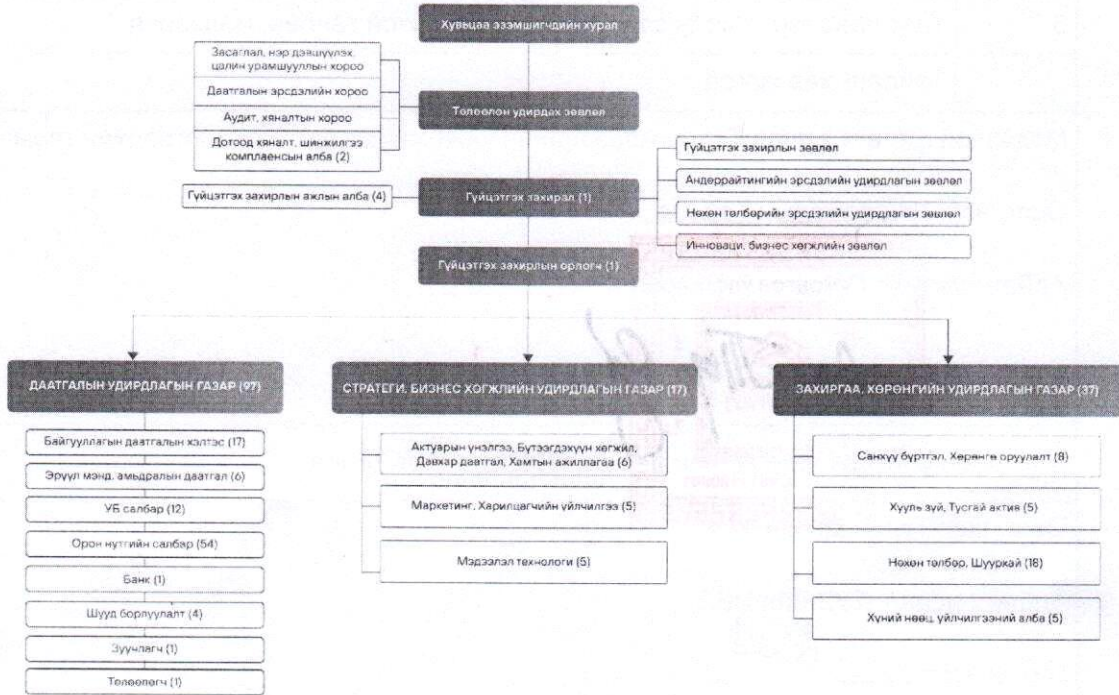 Хувьцаа эзэмшигчдийн хурал
Засаглал, нэр дэвшүүлэх,
цалин урамшууллын хороо
Даатгалын эрсдэлийн хороо
Аудит, хяналтын хороо
Дотоод хяналт, шинжилгээ
комплаенсын алба (2)
Төлөөлөн удирдах зөвлөл
Гүйцэтгэх захирлын зөвлөл
Андеррайтингийн эрсдэлийн удирдлагын зөвлөл
Нөхөн төлбөрийн эрсдэлийн удирдлагын зөвлөл
Инноваци, бизнес хөгжлийн зөвлөл
Гүйцэтгэх захирлын ажлын алба (4)
Гүйцэтгэх захирал (1)
Гүйцэтгэх захирлын орлогч (1)
ДААТГАЛЫН УДИРДЛАГЫН ГАЗАР (97)
Байгууллагын даатгалын хэлтэс (17)
Эрүүл мэнд, амьдралын даатгал (6)
УБ салбар (12)
Орон нутгийн салбар (54)
Банк (1)
Шууд борлуулалт (4)
Зуучлагч (1)
Төлөөлөгч (1)
СТРАТЕГИ, БИЗНЕС ХӨГЖЛИЙН УДИРДЛАГЫН ГАЗАР (17)
Актуарын үнэлгээ, Бүтээгдэхүүн хөгжил,
Давхар даатгал, Хамтын ажиллагаа (6)
Маркетинг, Харилцагчийн үйлчилгээ (5)
Мэдээлэл технологи (5)
ЗАХИРГАА, ХӨРӨНГИЙН УДИРДЛАГЫН ГАЗАР (37)
Санхүү бүртгэл, Хөрөнгө оруулалт (8)
Хууль зүй, Тусгай актив (5)
Нөхөн төлбөр, Шуурхай (18)
Хүний нөөц, үйлчилгээний алба (5)